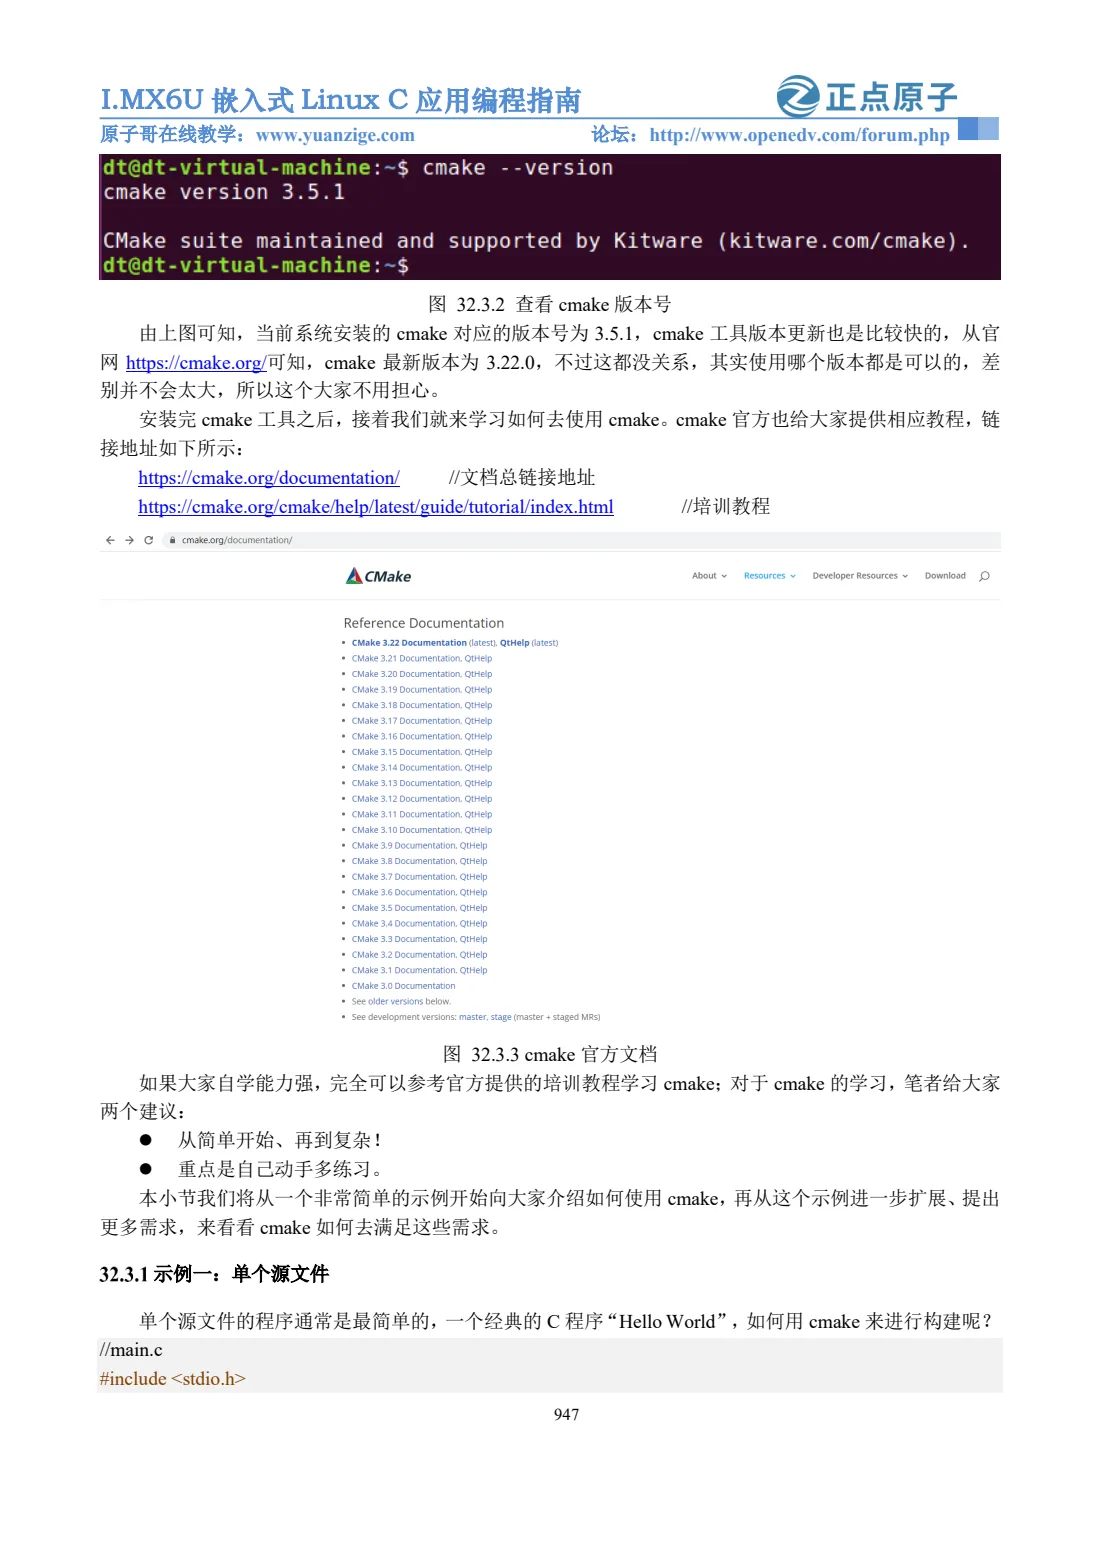 I.MX6U 嵌入式 Linux C 应用编程指南
正点原子
原子哥在线教学：www.yuanzige.com 论坛：http://www.openedv.com/forum.php
dt@dt-virtual-machine:~$ cmake --version
cmake version 3.5.1
CMake suite maintained and supported by Kitware (kitware.com/cmake).
dt@dt-virtual-machine:~$
图 32.3.2 查看 cmake 版本号
由上图可知，当前系统安装的 cmake 对应的版本号为 3.5.1，cmake 工具版本更新也是比较快的，从官
网 https://cmake.org/可知，cmake 最新版本为 3.22.0，不过这都没关系，其实使用哪个版本都是可以的，差
别并不会太大，所以这个大家不用担心。
安装完 cmake 工具之后，接着我们就来学习如何去使用 cmake。cmake 官方也给大家提供相应教程，链
接地址如下所示：
https://cmake.org/documentation/ //文档总链接地址
https://cmake.org/cmake/help/latest/guide/tutorial/index.html //培训教程
cmake.org/documentation/
CMake About Resources Developer Resources Download
Reference Documentation
• CMake 3.22 Documentation (latest), QtHelp (latest)
• CMake 3.21 Documentation, QtHelp
• CMake 3.20 Documentation, QtHelp
• CMake 3.19 Documentation, QtHelp
• CMake 3.18 Documentation, QtHelp
• CMake 3.17 Documentation, QtHelp
• CMake 3.16 Documentation, QtHelp
• CMake 3.15 Documentation, QtHelp
• CMake 3.14 Documentation, QtHelp
• CMake 3.13 Documentation, QtHelp
• CMake 3.12 Documentation, QtHelp
• CMake 3.11 Documentation, QtHelp
• CMake 3.10 Documentation, QtHelp
• CMake 3.9 Documentation, QtHelp
• CMake 3.8 Documentation, QtHelp
• CMake 3.7 Documentation, QtHelp
• CMake 3.6 Documentation, QtHelp
• CMake 3.5 Documentation, QtHelp
• CMake 3.4 Documentation, QtHelp
• CMake 3.3 Documentation, QtHelp
• CMake 3.2 Documentation, QtHelp
• CMake 3.1 Documentation, QtHelp
• CMake 3.0 Documentation
• See older versions below.
• See development versions: master, stage (master + staged MRs)
图 32.3.3 cmake 官方文档
如果大家自学能力强，完全可以参考官方提供的培训教程学习 cmake；对于 cmake 的学习，笔者给大家
两个建议：
● 从简单开始、再到复杂！
● 重点是自己动手多练习。
本小节我们将从一个非常简单的示例开始向大家介绍如何使用 cmake，再从这个示例进一步扩展、提出
更多需求，来看看 cmake 如何去满足这些需求。
32.3.1 示例一：单个源文件
单个源文件的程序通常是最简单的，一个经典的 C 程序“Hello World”，如何用 cmake 来进行构建呢？
//main.c
#include <stdio.h>
947